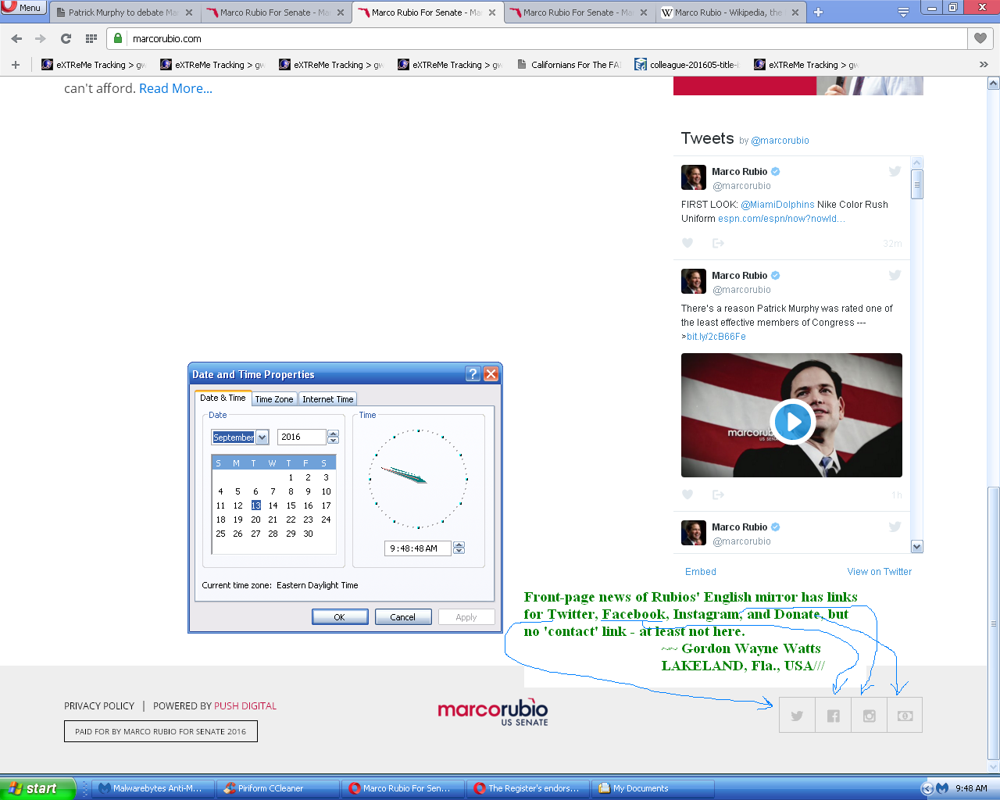 Menu
Patrick Murphy to debate Ma
Marco Rubio For Senate - Ma
Marco Rubio For Senate - Ma
Marco Rubio For Senate - M
Marco Rubio - Wikipedia, the
marcorubio.com
eXTReMe Tracking > gw
eXTReMe Tracking > gw
eXTReMe Tracking > gw
eXTReMe Tracking > gw
Californians For The FAI
colleague-201605-title-i
eXTReMe Tracking > gw
can't afford. Read More...
Tweets by @marcorubio
Marco Rubio
@marcorubio
FIRST LOOK: @MiamiDolphins Nike Color Rush
Uniform espn.com/espn/now?nowId...
32m
Marco Rubio
@marcorubio
There's a reason Patrick Murphy was rated one of
the least effective members of Congress ---
>bit.ly/2cB66Fe
marcorubio
US SENATE
1h
Marco Rubio
@marcorubio
Embed View on Twitter
Date and Time Properties
Date & Time Time Zone Internet Time
Date Time
September 2016
S M T W T F S
1 2 3
4 5 6 7 8 9 10
11 12 13 14 15 16 17
18 19 20 21 22 23 24
25 26 27 28 29 30
9:48:48 AM
Current time zone: Eastern Daylight Time
OK Cancel Apply
Front-page news of Rubios' English mirror has links
for Twitter, Facebook, Instagram, and Donate, but
no 'contact' link - at least not here.
~~ Gordon Wayne Watts
LAKELAND, Fla., USA///
PRIVACY POLICY | POWERED BY PUSH DIGITAL
PAID FOR BY MARCO RUBIO FOR SENATE 2016
marcorubio
US SENATE
start
Malwarebytes Anti-M...
Piriform CCleaner
Marco Rubio For Sen...
The Register's endors...
My Documents
9:48 AM